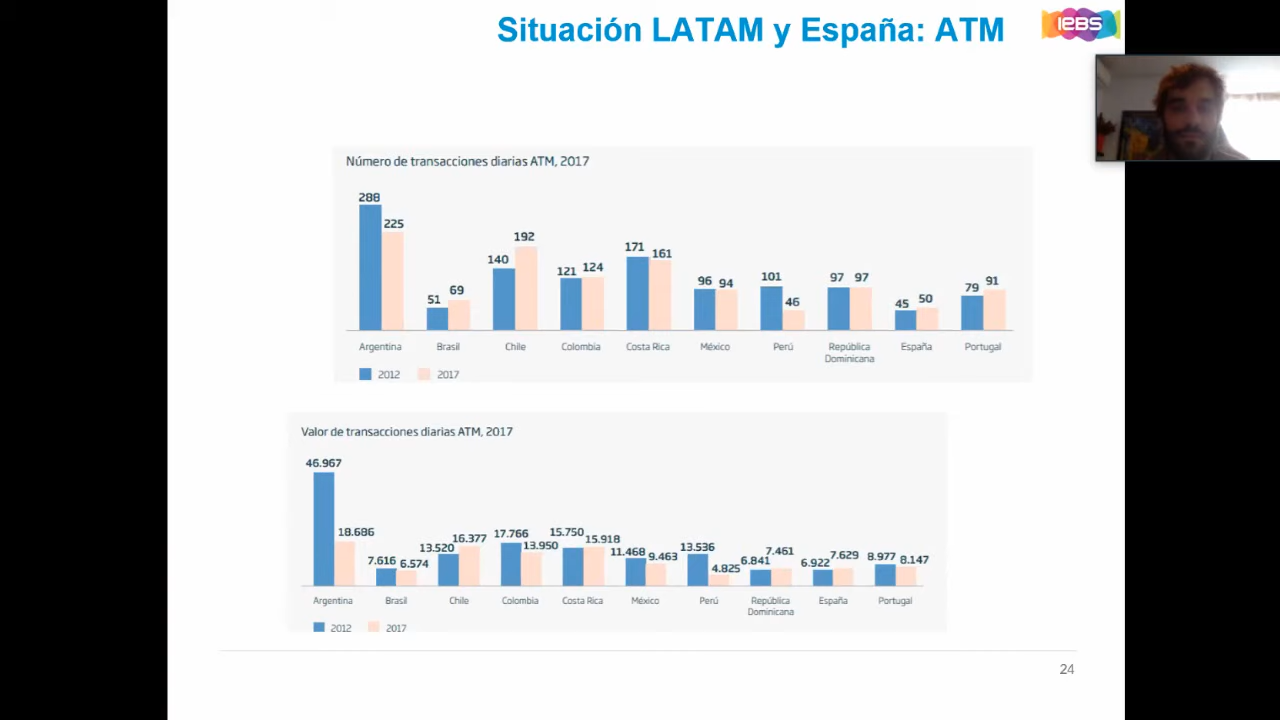 Situación LATAM y España: ATM
iEBS
Número de transacciones diarias ATM, 2017
288
225
51
69
140
192
121 124
171
161
96 94
101
46
97 97
45 50
79
91
Argentina
Brasil
Chile
Colombia
Costa Rica
México
Perú
República
Dominicana
España
Portugal
2012
2017
Valor de transacciones diarias ATM, 2017
46.967
18.686
7.616 6.574
13.520
16.377
17.766
13.950
15.750
15.918
11.468
9.463
13.536
4.825
6.841
7.461
6.922
7.629
8.977 8.147
Argentina
Brasil
Chile
Colombia
Costa Rica
México
Perú
República
Dominicana
España
Portugal
2012
2017
24